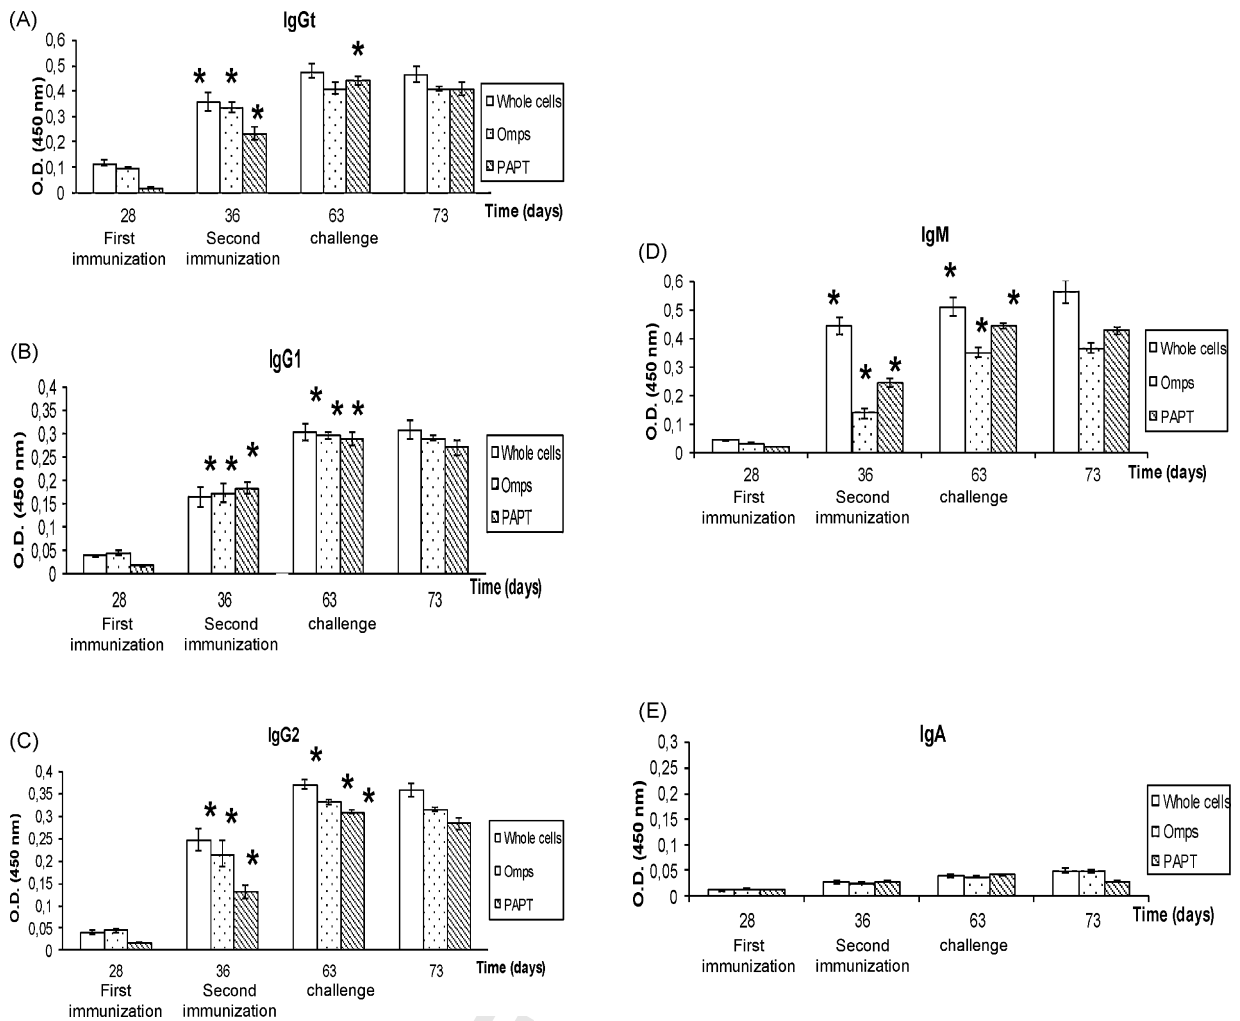 (A)
IgGt
O.D. (450 nm)
0,6
0,5
0,4
0,3
0,2
0,1
0
* * * *
Whole cells
Omps
PAPT
28 36 63 73 Time (days)
First Second challenge
immunization immunization
(B)
IgG1
O.D. (450 nm)
0,4
0,35
0,3
0,25
0,2
0,15
0,1
0,05
0
* * * * * *
Whole cells
Omps
PAPT
Time (days)
28 36 63 73
First Second challenge
immunization immunization
(C)
IgG2
O.D. (450 nm)
0,4
0,35
0,3
0,25
0,2
0,15
0,1
0,05
0
* * * * * *
Whole cells
Omps
PAPT
28 36 63 73 Time (days)
First Second challenge
immunization immunization
(D)
IgM
O.D. (450 nm)
0,6
0,5
0,4
0,3
0,2
0,1
0
* * * * * *
Whole cells
Omps
PAPT
28 36 63 73 Time (days)
First Second challenge
immunization immunization
(E)
IgA
O.D. (450 nm)
0,3
0,25
0,2
0,15
0,1
0,05
0
Whole cells
Omps
PAPT
28 36 63 73 Time (days)
First Second challenge
immunization immunization